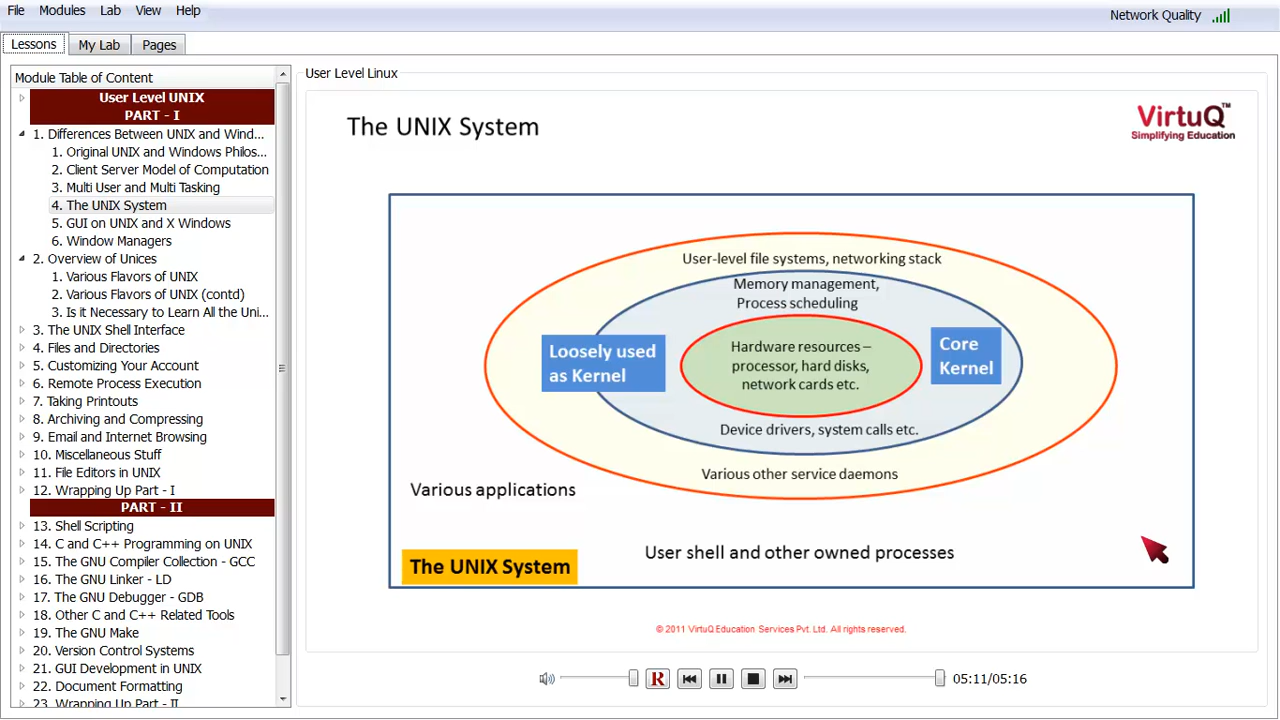 File Modules Lab View Help
Network Quality
Lessons My Lab Pages
Module Table of Content
User Level UNIX
PART - I
1. Differences Between UNIX and Wind...
1. Original UNIX and Windows Philos...
2. Client Server Model of Computation
3. Multi User and Multi Tasking
4. The UNIX System
5. GUI on UNIX and X Windows
6. Window Managers
2. Overview of Unices
1. Various Flavors of UNIX
2. Various Flavors of UNIX (contd)
3. Is it Necessary to Learn All the Uni...
3. The UNIX Shell Interface
4. Files and Directories
5. Customizing Your Account
6. Remote Process Execution
7. Taking Printouts
8. Archiving and Compressing
9. Email and Internet Browsing
10. Miscellaneous Stuff
11. File Editors in UNIX
12. Wrapping Up Part - I
PART - II
13. Shell Scripting
14. C and C++ Programming on UNIX
15. The GNU Compiler Collection - GCC
16. The GNU Linker - LD
17. The GNU Debugger - GDB
18. Other C and C++ Related Tools
19. The GNU Make
20. Version Control Systems
21. GUI Development in UNIX
22. Document Formatting
23. Wrapping Up Part - II
User Level Linux
The UNIX System
VirtuQ™
Simplifying Education
User-level file systems, networking stack
Memory management,
Process scheduling
Loosely used
as Kernel
Hardware resources –
processor, hard disks,
network cards etc.
Core
Kernel
Device drivers, system calls etc.
Various other service daemons
Various applications
User shell and other owned processes
The UNIX System
© 2011 VirtuQ Education Services Pvt. Ltd. All rights reserved.
R
05:11/05:16